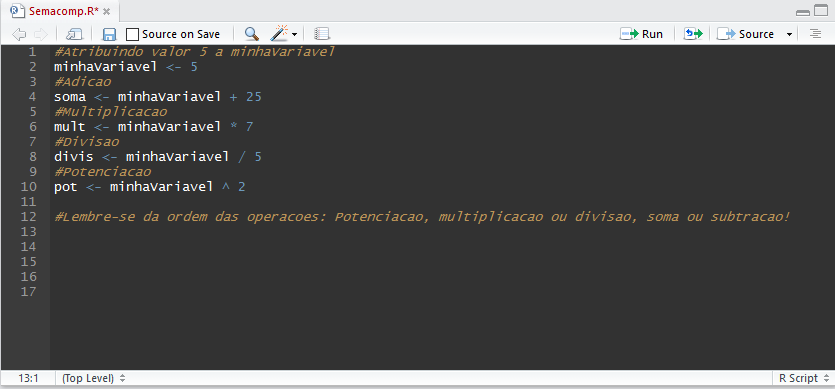 Semacomp.R*
Source on Save
Run
Source
1 #Atribuindo valor 5 a minhaVariavel
2 minhaVariavel <- 5
3 #Adicao
4 soma <- minhaVariavel + 25
5 #Multiplicacao
6 mult <- minhaVariavel * 7
7 #Divisao
8 divis <- minhaVariavel / 5
9 #Potenciacao
10 pot <- minhaVariavel ^ 2
11
12 #Lembre-se da ordem das operacoes: Potenciacao, multiplicacao ou divisao, soma ou subtracao!
13
14
15
16
17
13:1 (Top Level) R Script